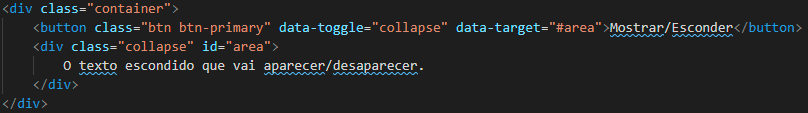 <div class="container">
<button class="btn btn-primary" data-toggle="collapse" data-target="#area">Mostrar/Esconder</button>
<div class="collapse" id="area">
O texto escondido que vai aparecer/desaparecer.
</div>
</div>